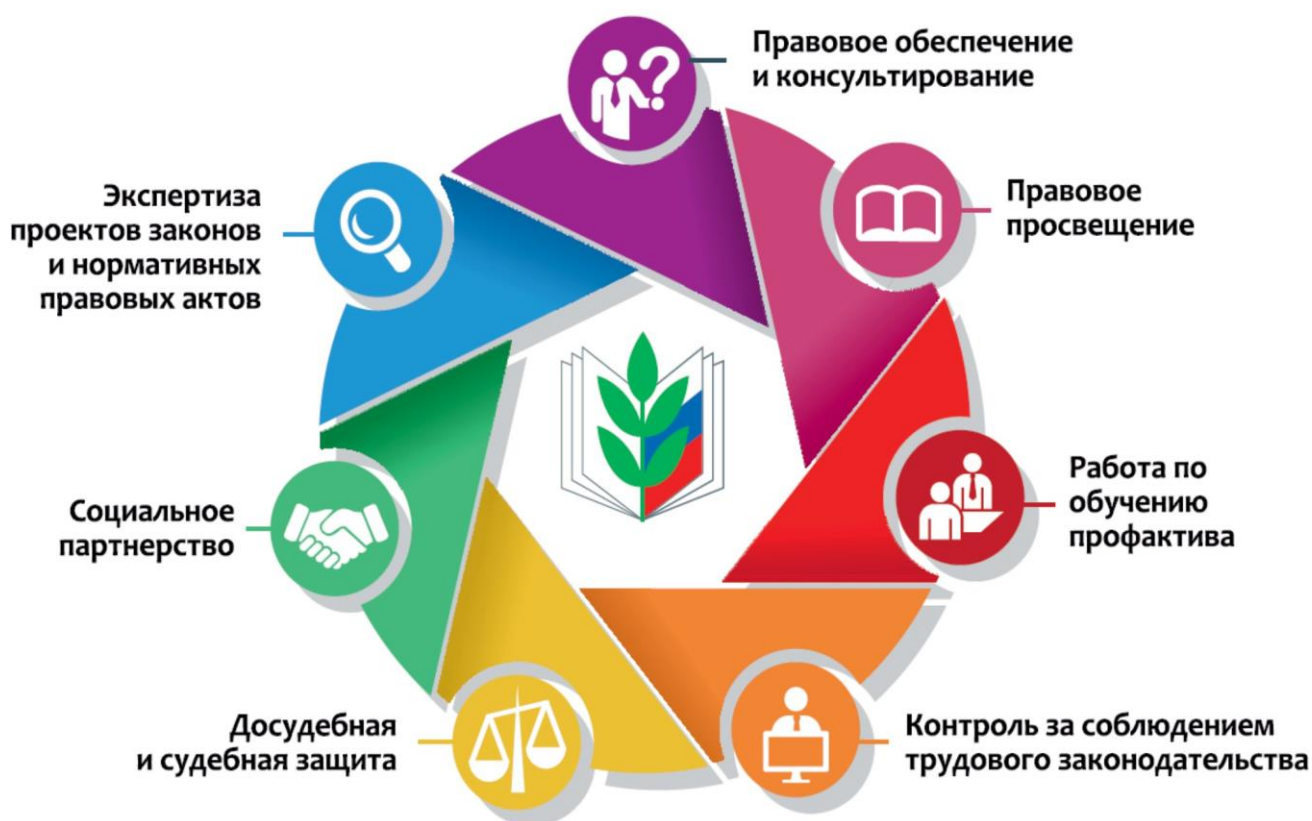 Правовое обеспечение
и консультирование
Правовое
просвещение
Работа по
обучению
профактива
Контроль за соблюдением
трудового законодательства
Досудебная
и судебная защита
Социальное
партнерство
Экспертиза
проектов законов
и нормативных
правовых актов